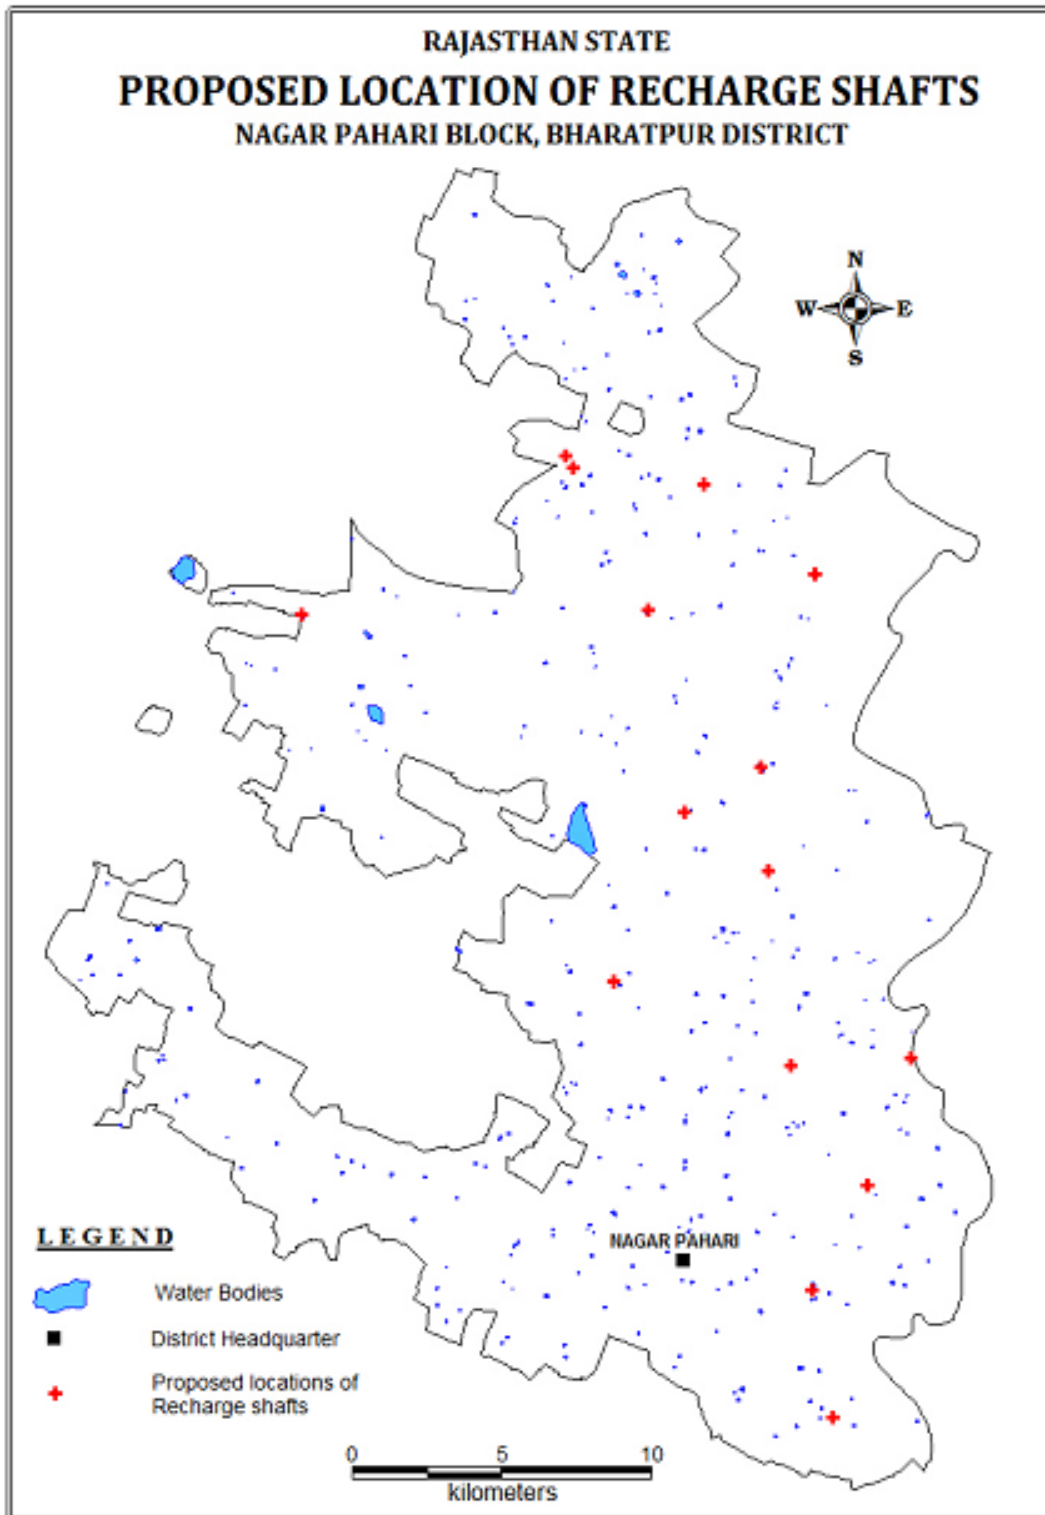 RAJASTHAN STATE
PROPOSED LOCATION OF RECHARGE SHAFTS
NAGAR PAHARI BLOCK, BHARATPUR DISTRICT
N
W E
S
NAGAR PAHARI
LEGEND
Water Bodies
District Headquarter
Proposed locations of
Recharge shafts
0 5 10
kilometers